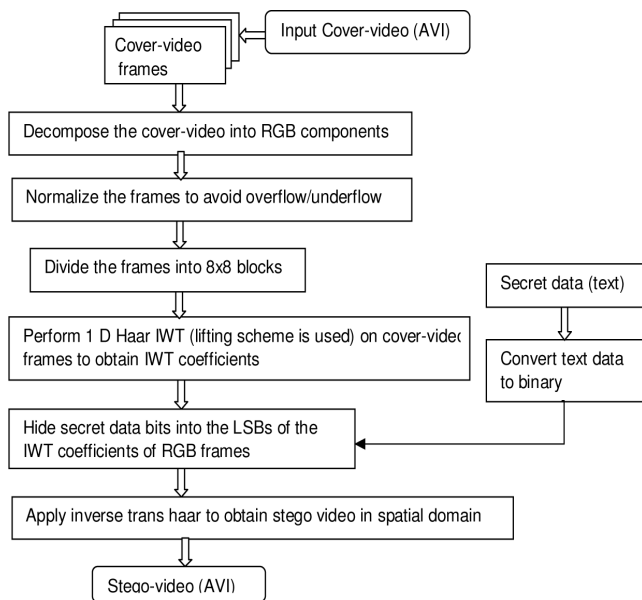 Input Cover-video (AVI)
Cover-video
frames
Decompose the cover-video into RGB components
Normalize the frames to avoid overflow/underflow
Divide the frames into 8x8 blocks
Secret data (text)
Perform 1 D Haar IWT (lifting scheme is used) on cover-video
frames to obtain IWT coefficients
Convert text data
to binary
Hide secret data bits into the LSBs of the
IWT coefficients of RGB frames
Apply inverse trans haar to obtain stego video in spatial domain
Stego-video (AVI)